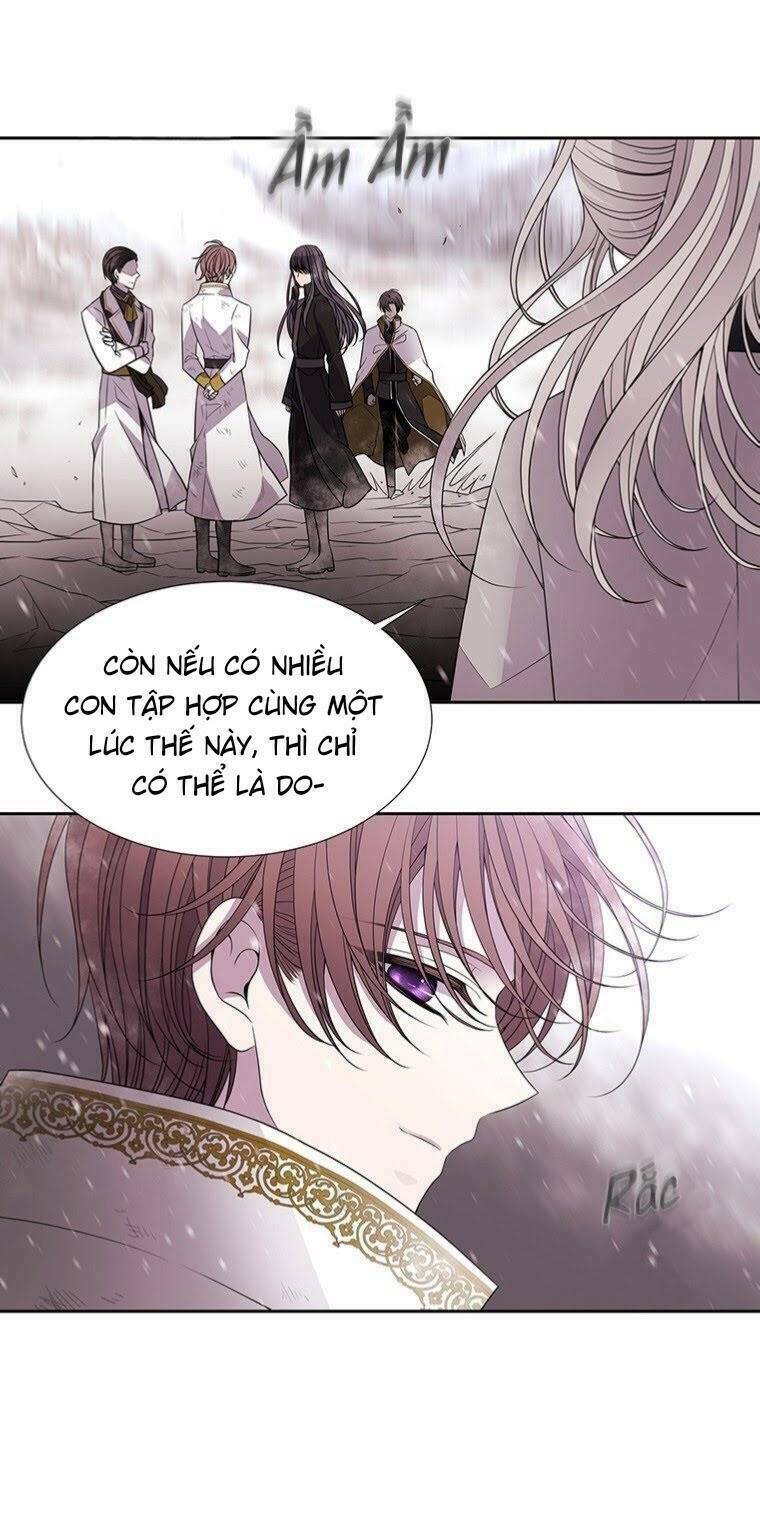 Ầm Ầm
CÒN NẾU CÓ NHIỀU
CON TẬP HỢP CÙNG MỘT
LÚC THẾ NÀY, THÌ CHỈ
CÓ THỂ LÀ DO-
Rắc